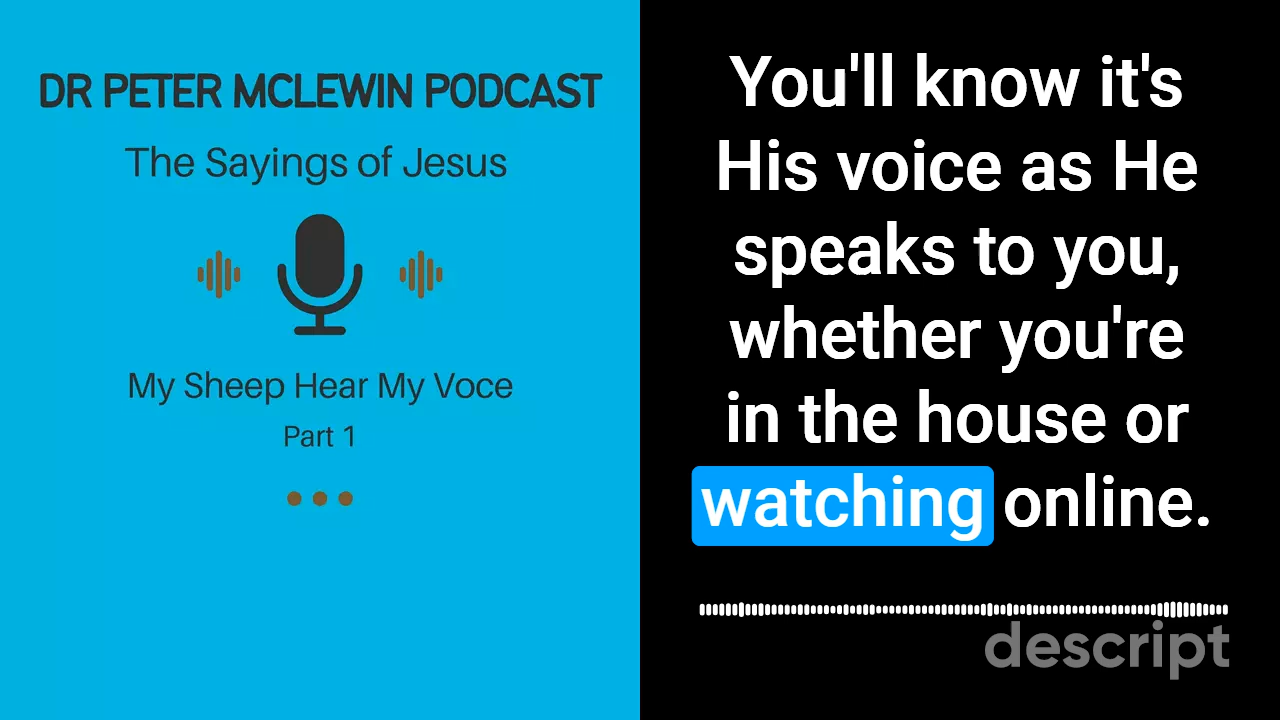 DR PETER MCLEWIN PODCAST
The Sayings of Jesus
My Sheep Hear My Voce
Part 1
You'll know it's
His voice as He
speaks to you,
whether you're
in the house or
watching online.
descript